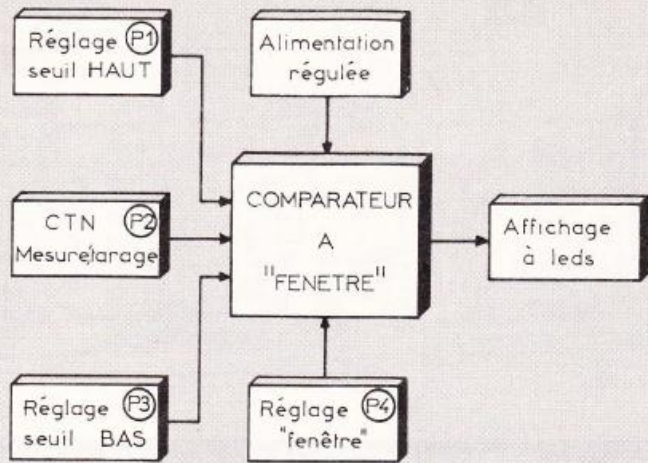 Réglage P1
seuil HAUT
Alimentation
régulée
CTN P2
Mesure/tarage
COMPARATEUR
A
"FENETRE"
Affichage
à leds
Réglage P3
seuil BAS
Réglage P4
"fenêtre"